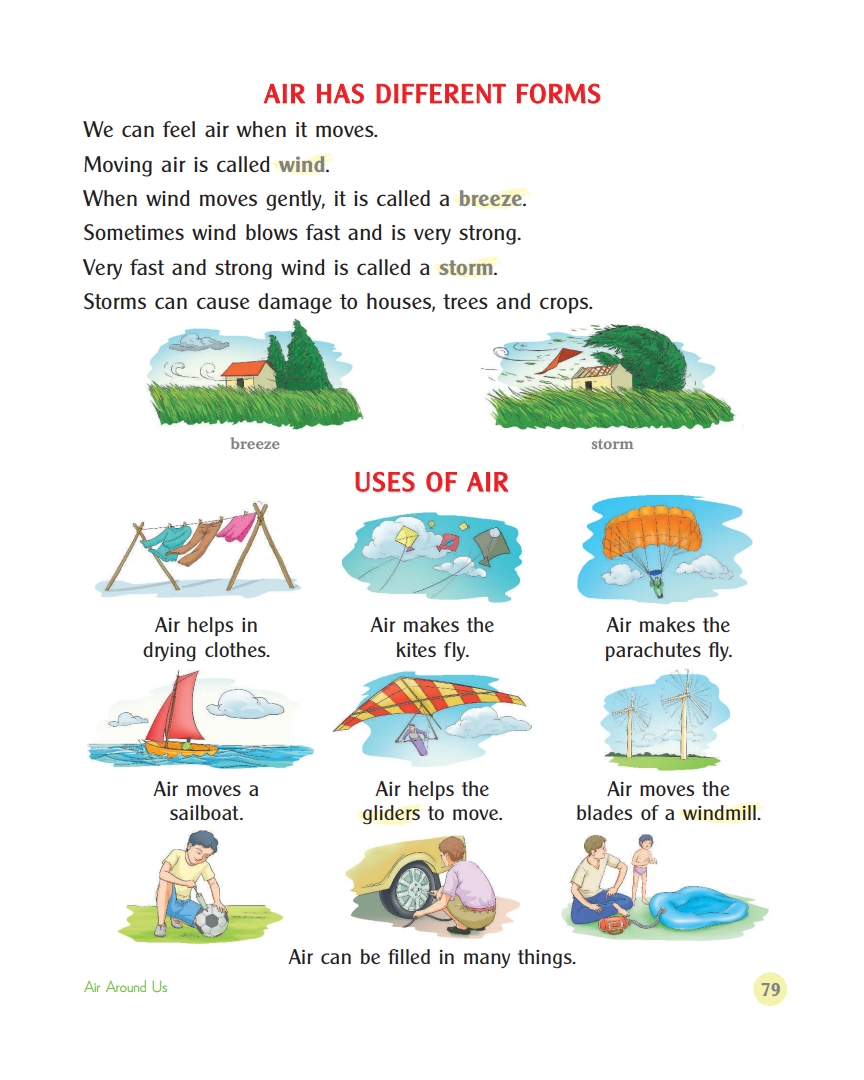 AIR HAS DIFFERENT FORMS
We can feel air when it moves.
Moving air is called wind.
When wind moves gently, it is called a breeze.
Sometimes wind blows fast and is very strong.
Very fast and strong wind is called a storm.
Storms can cause damage to houses, trees and crops.
breeze
storm
USES OF AIR
Air helps in
drying clothes.
Air makes the
kites fly.
Air makes the
parachutes fly.
Air moves a
sailboat.
Air helps the
gliders to move.
Air moves the
blades of a windmill.
Air can be filled in many things.
Air Around Us
79